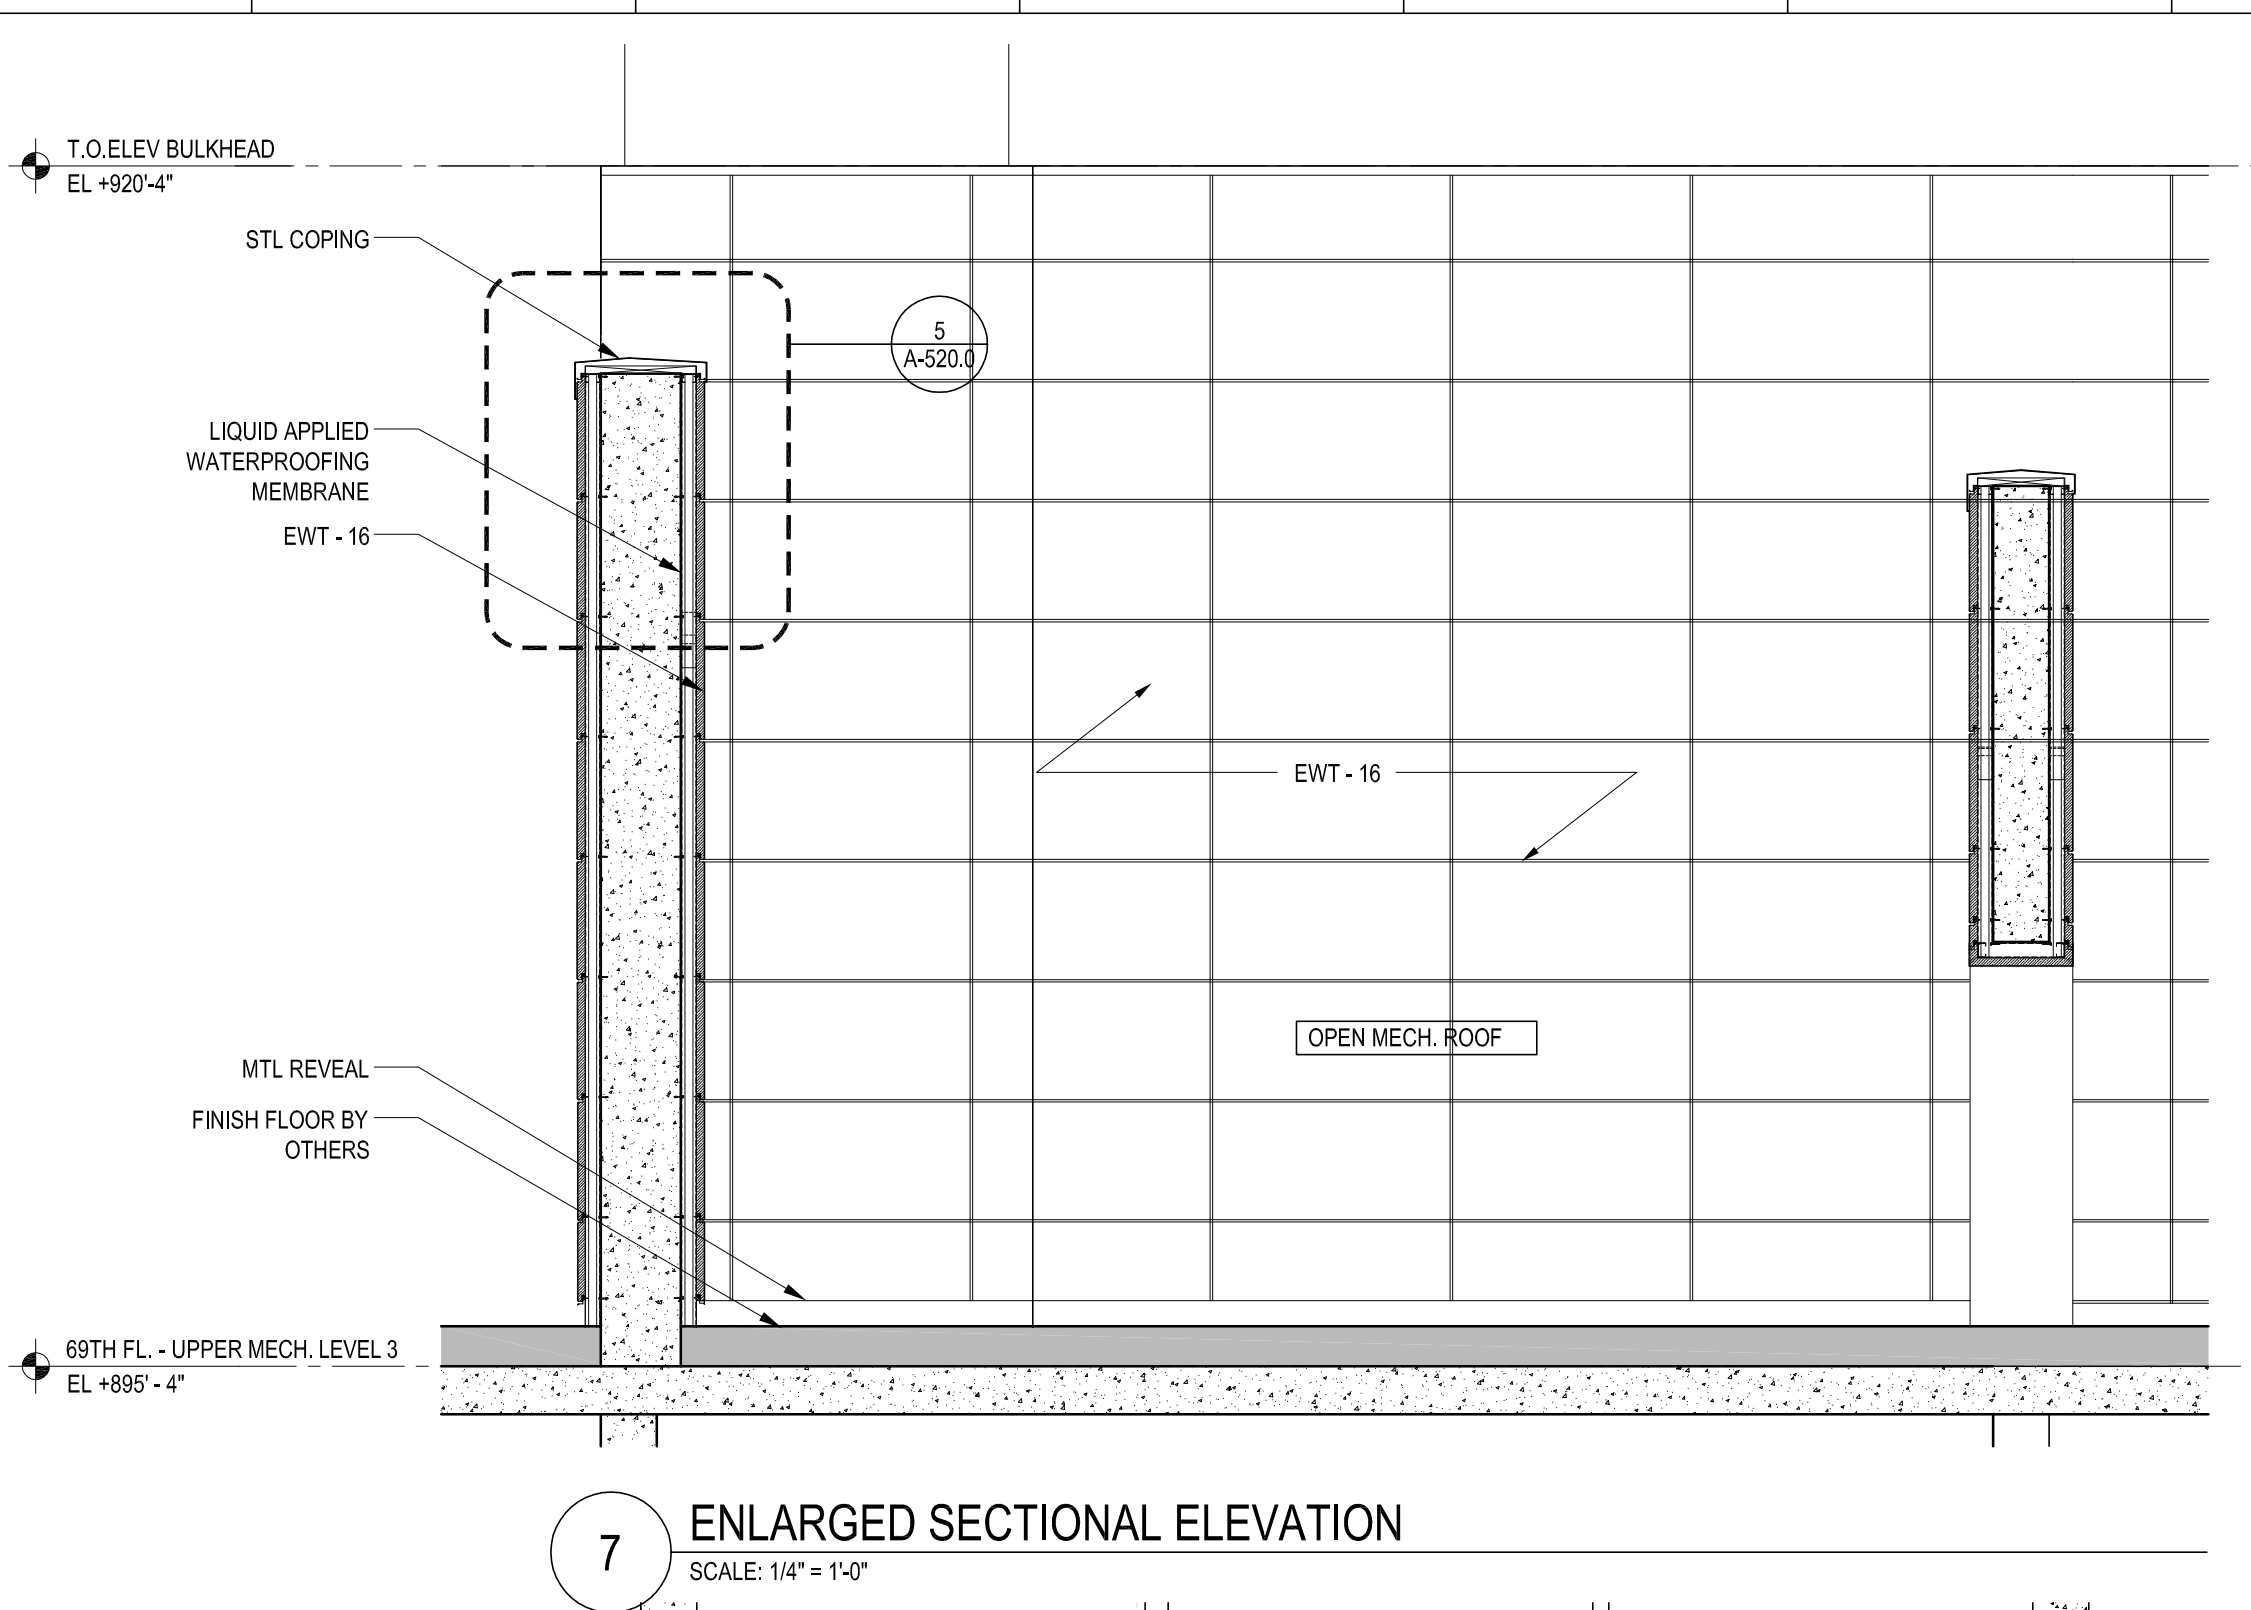 T.O.ELEV BULKHEAD
EL +920'-4"
STL COPING
5
A-520.0
LIQUID APPLIED
WATERPROOFING
MEMBRANE
EWT - 16
EWT - 16
OPEN MECH. ROOF
MTL REVEAL
FINISH FLOOR BY
OTHERS
69TH FL. - UPPER MECH. LEVEL 3
EL +895' - 4"
7
ENLARGED SECTIONAL ELEVATION
SCALE: 1/4" = 1'-0"